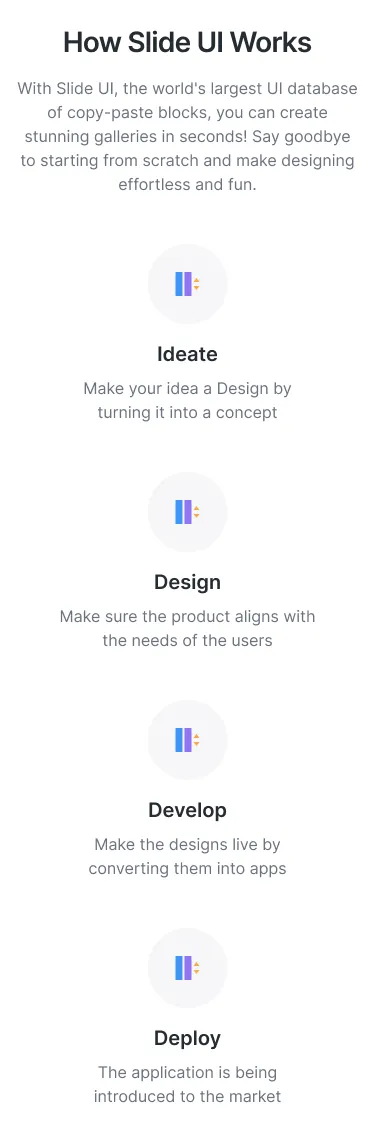 How Slide UI Works
With Slide UI, the world's largest UI database
of copy-paste blocks, you can create
stunning galleries in seconds! Say goodbye
to starting from scratch and make designing
effortless and fun.
Ideate
Make your idea a Design by
turning it into a concept
Design
Make sure the product aligns with
the needs of the users
Develop
Make the designs live by
converting them into apps
Deploy
The application is being
introduced to the market